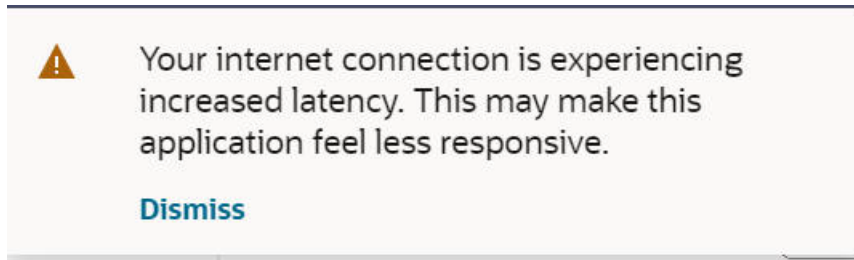 Your internet connection is experiencing
increased latency. This may make this
application feel less responsive.
Dismiss